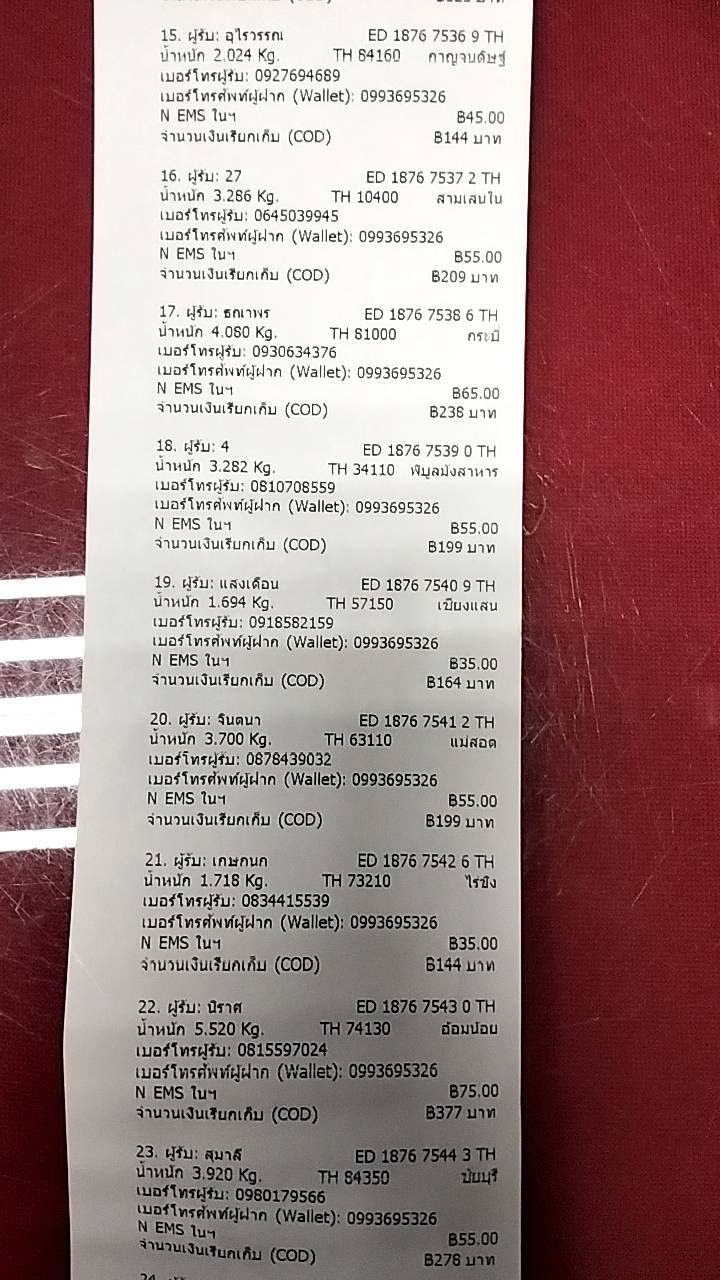 15. ผู้รับ: อุไรวรรณ ED 1876 7536 9 TH
น้ำหนัก 2.024 Kg. TH 84160 กาญจนดิษฐ์
เบอร์โทรผู้รับ: 0927694689
เบอร์โทรศัพท์ผู้ฝาก (Wallet): 0993695326
N EMS ในฯ ฿45.00
จำนวนเงินเรียกเก็บ (COD) ฿144 บาท
16. ผู้รับ: 27 ED 1876 7537 2 TH
น้ำหนัก 3.286 Kg. TH 10400 สามเสนใน
เบอร์โทรผู้รับ: 0645039945
เบอร์โทรศัพท์ผู้ฝาก (Wallet): 0993695326
N EMS ในฯ ฿55.00
จำนวนเงินเรียกเก็บ (COD) ฿209 บาท
17. ผู้รับ: ธณาพร ED 1876 7538 6 TH
น้ำหนัก 4.080 Kg. TH 81000 กระบี่
เบอร์โทรผู้รับ: 0930634376
เบอร์โทรศัพท์ผู้ฝาก (Wallet): 0993695326
N EMS ในฯ ฿65.00
จำนวนเงินเรียกเก็บ (COD) ฿238 บาท
18. ผู้รับ: 4 ED 1876 7539 0 TH
น้ำหนัก 3.282 Kg. TH 34110 พิบูลมังสาหาร
เบอร์โทรผู้รับ: 0810708559
เบอร์โทรศัพท์ผู้ฝาก (Wallet): 0993695326
N EMS ในฯ ฿55.00
จำนวนเงินเรียกเก็บ (COD) ฿199 บาท
19. ผู้รับ: แสงเดือน ED 1876 7540 9 TH
น้ำหนัก 1.694 Kg. TH 57150 เชียงแสน
เบอร์โทรผู้รับ: 0918582159
เบอร์โทรศัพท์ผู้ฝาก (Wallet): 0993695326
N EMS ในฯ ฿35.00
จำนวนเงินเรียกเก็บ (COD) ฿164 บาท
20. ผู้รับ: จินตนา ED 1876 7541 2 TH
น้ำหนัก 3.700 Kg. TH 63110 แม่สอด
เบอร์โทรผู้รับ: 0878439032
เบอร์โทรศัพท์ผู้ฝาก (Wallet): 0993695326
N EMS ในฯ ฿55.00
จำนวนเงินเรียกเก็บ (COD) ฿199 บาท
21. ผู้รับ: เกษกนก ED 1876 7542 6 TH
น้ำหนัก 1.718 Kg. TH 73210 ไร่ขิง
เบอร์โทรผู้รับ: 0834415539
เบอร์โทรศัพท์ผู้ฝาก (Wallet): 0993695326
N EMS ในฯ ฿35.00
จำนวนเงินเรียกเก็บ (COD) ฿144 บาท
22. ผู้รับ: นิราศ ED 1876 7543 0 TH
น้ำหนัก 5.520 Kg. TH 74130 อ้อมน้อย
เบอร์โทรผู้รับ: 0815597024
เบอร์โทรศัพท์ผู้ฝาก (Wallet): 0993695326
N EMS ในฯ ฿75.00
จำนวนเงินเรียกเก็บ (COD) ฿377 บาท
23. ผู้รับ: สุมาลี ED 1876 7544 3 TH
น้ำหนัก 3.920 Kg. TH 84350 ชัยบุรี
เบอร์โทรผู้รับ: 0980179566
เบอร์โทรศัพท์ผู้ฝาก (Wallet): 0993695326
N EMS ในฯ ฿55.00
จำนวนเงินเรียกเก็บ (COD) ฿278 บาท